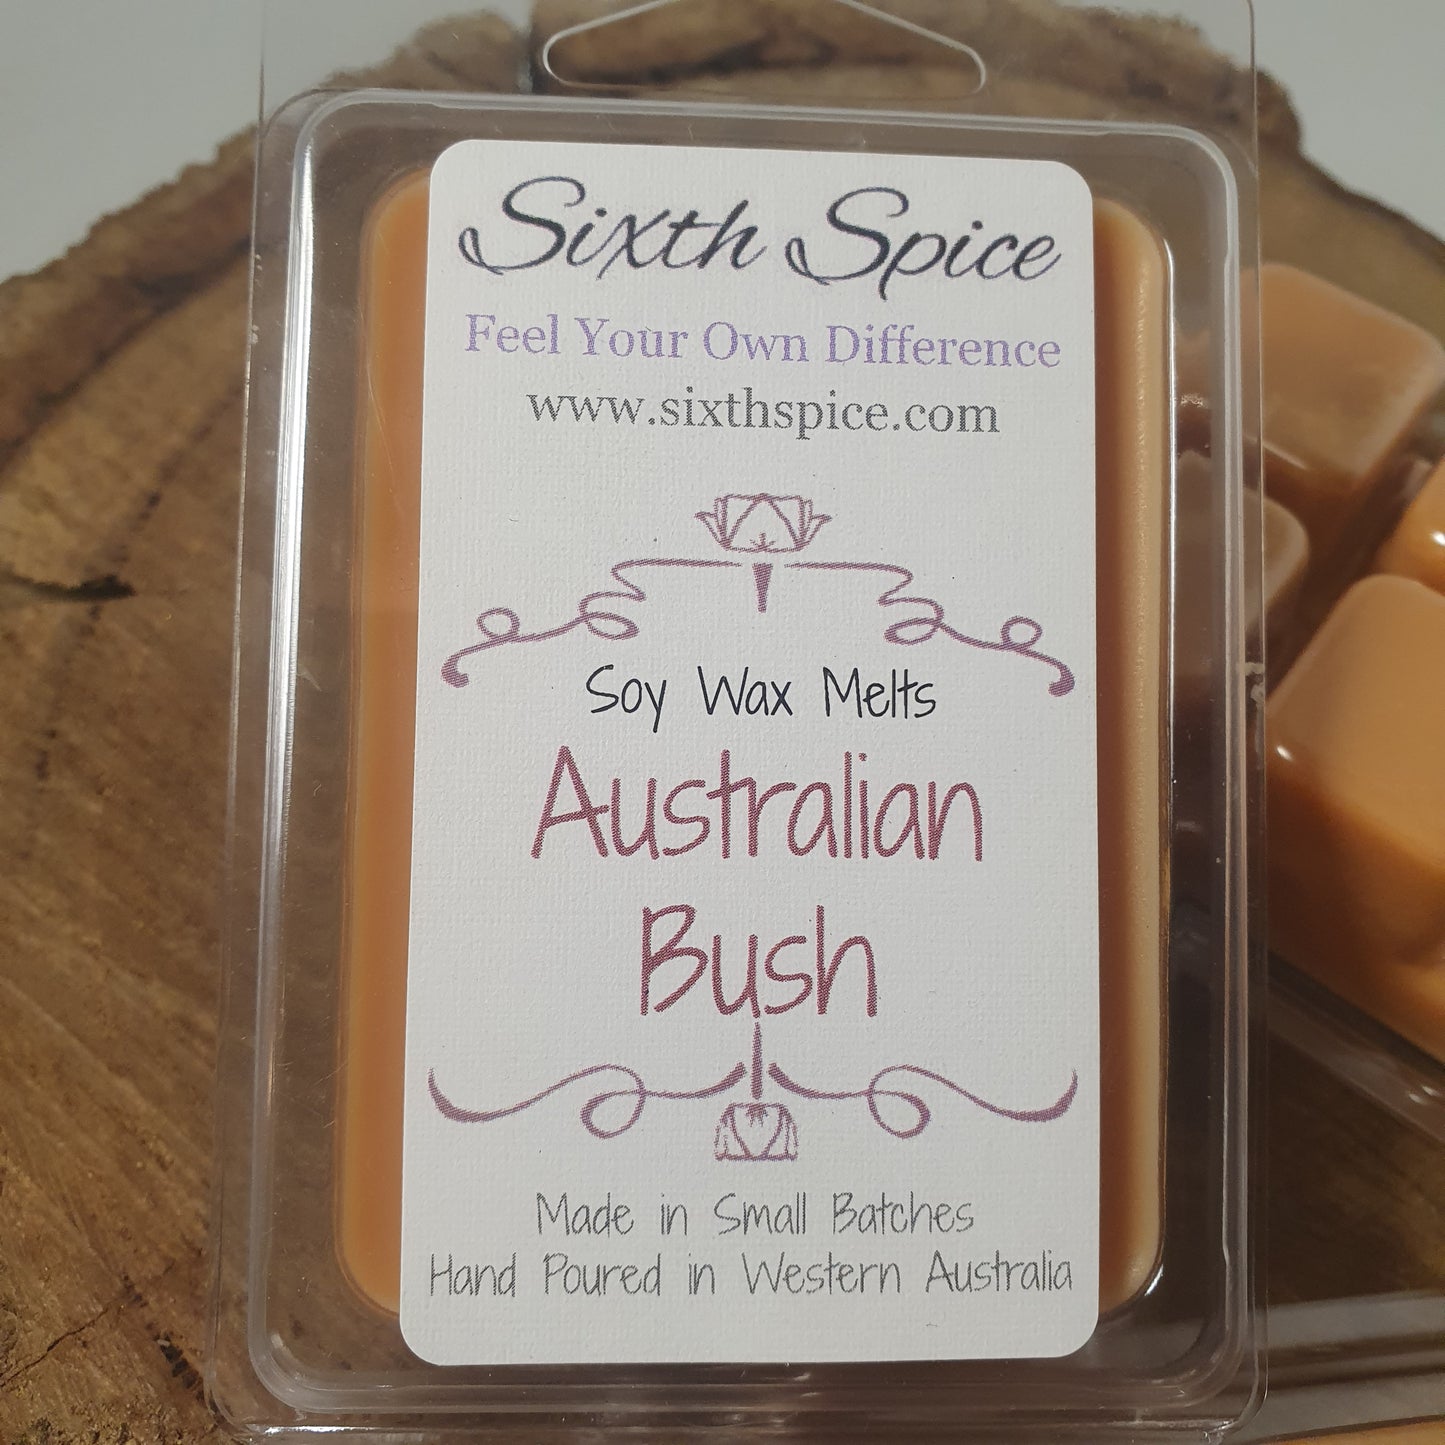 Sixth Spice
Feel Your Own Difference
www.sixthspice.com
Soy Wax Melts
Australian
Bush
Made in Small Batches
Hand Poured in Western Australia